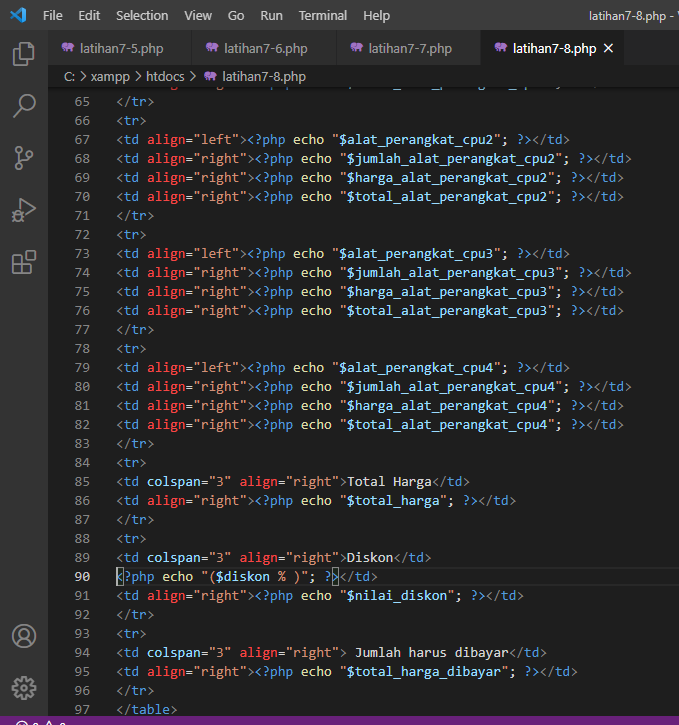 File Edit Selection View Go Run Terminal Help latihan7-8.php -
latihan7-5.php latihan7-6.php latihan7-7.php latihan7-8.php ×
C: > xampp > htdocs > latihan7-8.php
65 </tr>
66 <tr>
67 <td align="left"><?php echo "$alat_perangkat_cpu2"; ?></td>
68 <td align="right"><?php echo "$jumlah_alat_perangkat_cpu2"; ?></td>
69 <td align="right"><?php echo "$harga_alat_perangkat_cpu2"; ?></td>
70 <td align="right"><?php echo "$total_alat_perangkat_cpu2"; ?></td>
71 </tr>
72 <tr>
73 <td align="left"><?php echo "$alat_perangkat_cpu3"; ?></td>
74 <td align="right"><?php echo "$jumlah_alat_perangkat_cpu3"; ?></td>
75 <td align="right"><?php echo "$harga_alat_perangkat_cpu3"; ?></td>
76 <td align="right"><?php echo "$total_alat_perangkat_cpu3"; ?></td>
77 </tr>
78 <tr>
79 <td align="left"><?php echo "$alat_perangkat_cpu4"; ?></td>
80 <td align="right"><?php echo "$jumlah_alat_perangkat_cpu4"; ?></td>
81 <td align="right"><?php echo "$harga_alat_perangkat_cpu4"; ?></td>
82 <td align="right"><?php echo "$total_alat_perangkat_cpu4"; ?></td>
83 </tr>
84 <tr>
85 <td colspan="3" align="right">Total Harga</td>
86 <td align="right"><?php echo "$total_harga"; ?></td>
87 </tr>
88 <tr>
89 <td colspan="3" align="right">Diskon</td>
90 <?php echo "($diskon % )"; ?></td>
91 <td align="right"><?php echo "$nilai_diskon"; ?></td>
92 </tr>
93 <tr>
94 <td colspan="3" align="right"> Jumlah harus dibayar</td>
95 <td align="right"><?php echo "$total_harga_dibayar"; ?></td>
96 </tr>
97 </table>